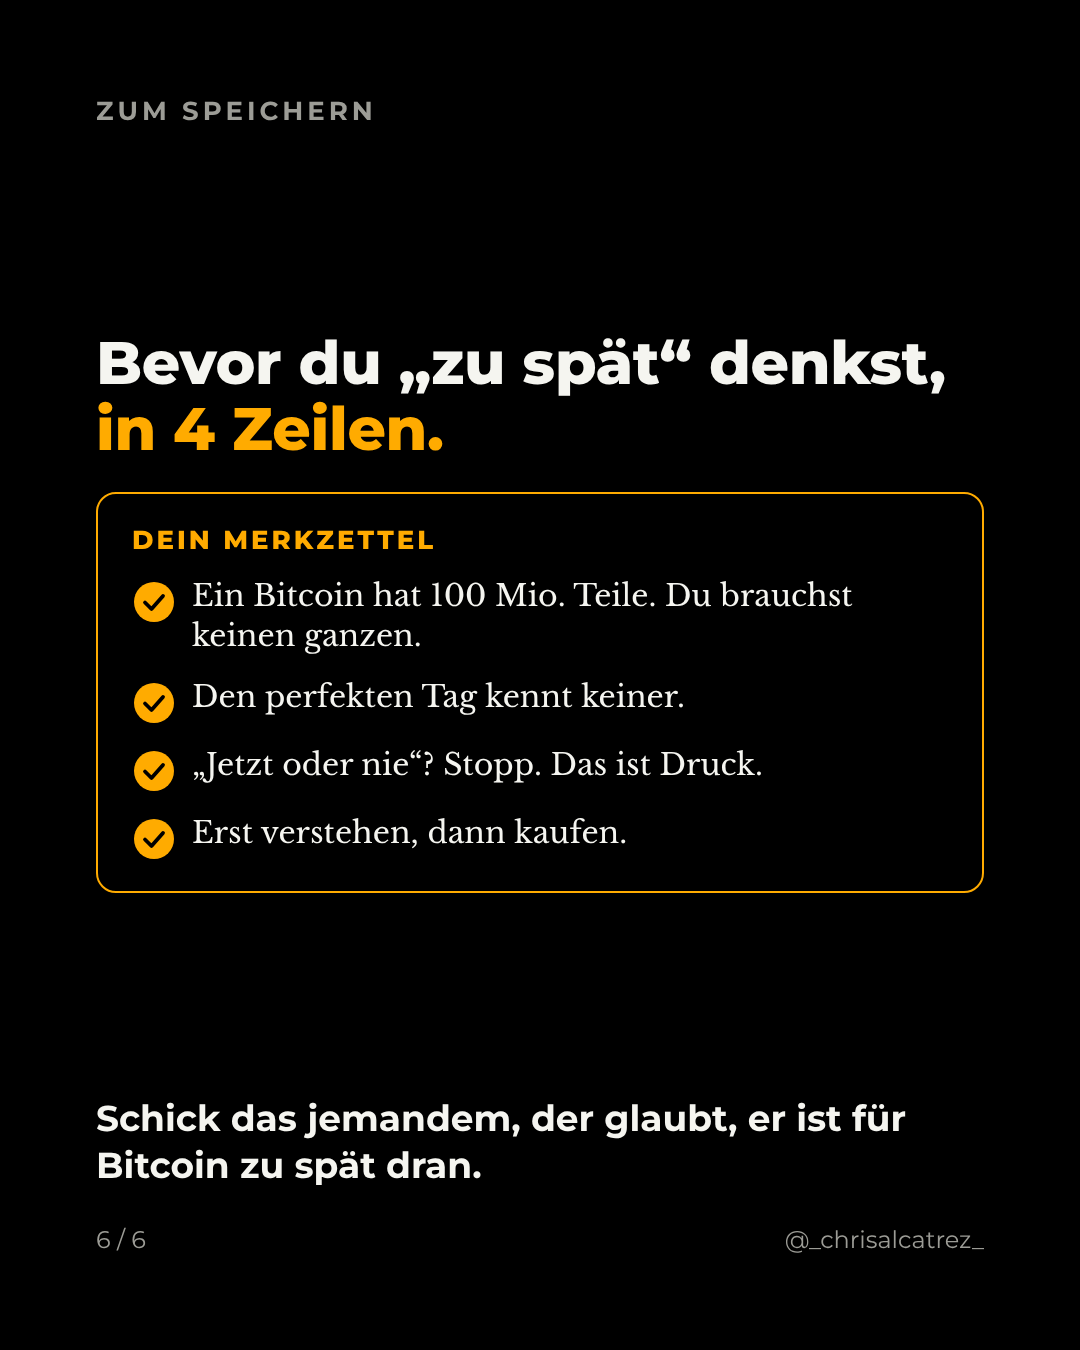 ZUM SPEICHERN
Bevor du „zu spät“ denkst,
in 4 Zeilen.
DEIN MERKZETTEL
Ein Bitcoin hat 100 Mio. Teile. Du brauchst
keinen ganzen.
Den perfekten Tag kennt keiner.
„Jetzt oder nie“? Stopp. Das ist Druck.
Erst verstehen, dann kaufen.
Schick das jemandem, der glaubt, er ist für
Bitcoin zu spät dran.
6 / 6
@_chrisalcatrez_